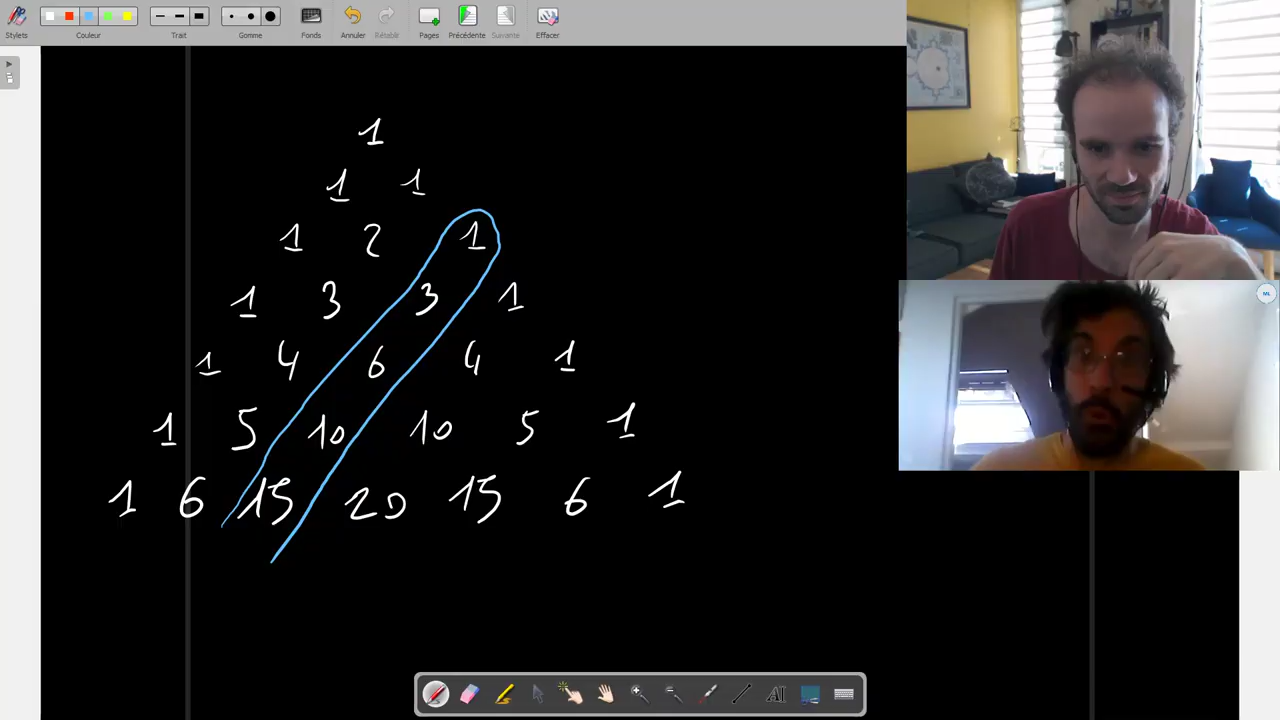 Stylets Couleur Trait Gomme Fonds Annuler Rétablir Pages Précédente Suivante Effacer
1
1 1
1 2 1
1 3 3 1
1 4 6 4 1
1 5 10 10 5 1
1 6 15 20 15 6 1
ML
AI